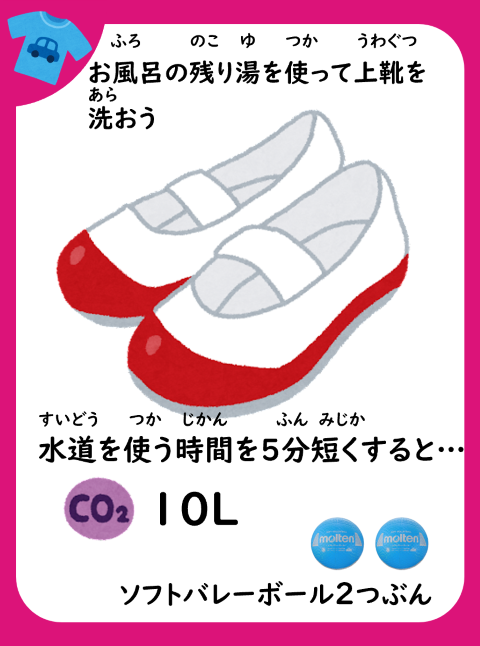 ふろ のこ ゆ つか うわぐつ
お風呂の残り湯を使って上靴を
あら
洗おう
すいどう つか じかん ふん みじか
水道を使う時間を5分短くすると…
CO2 10L
molten molten
ソフトバレーボール2つぶん